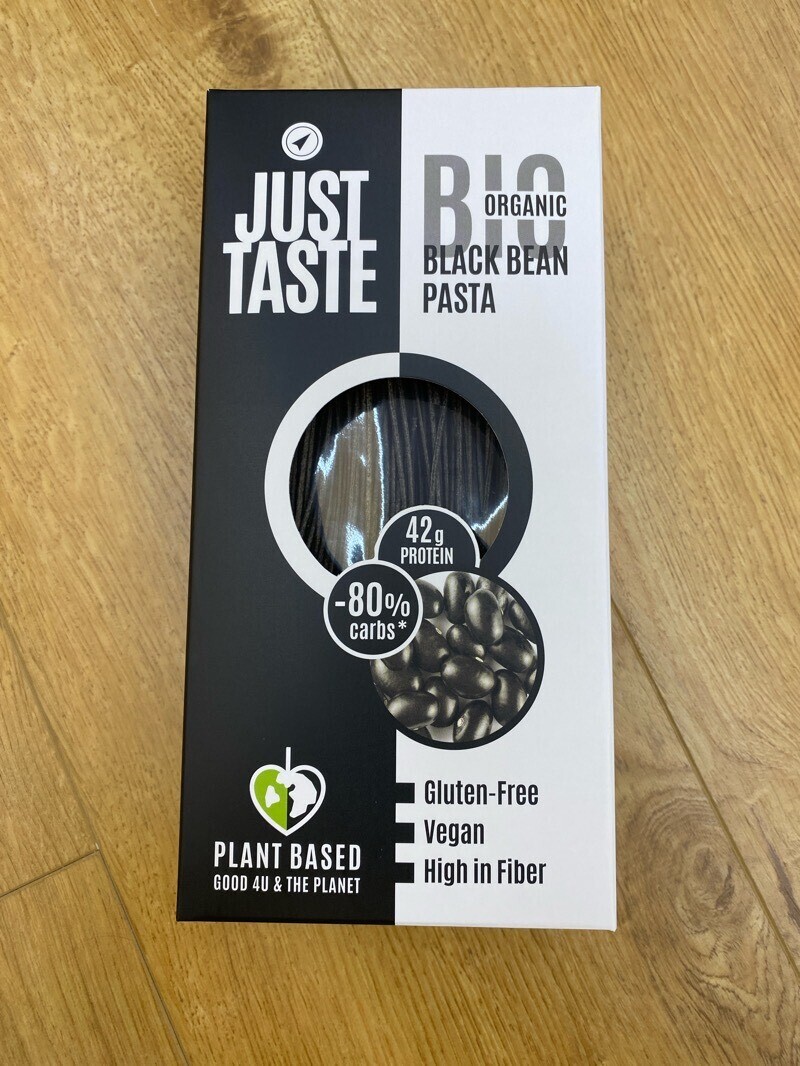 JUST
TASTE
BIO
ORGANIC
BLACK BEAN
PASTA
42g
PROTEIN
-80%
carbs*
PLANT BASED
GOOD 4U & THE PLANET
Gluten-Free
Vegan
High in Fiber